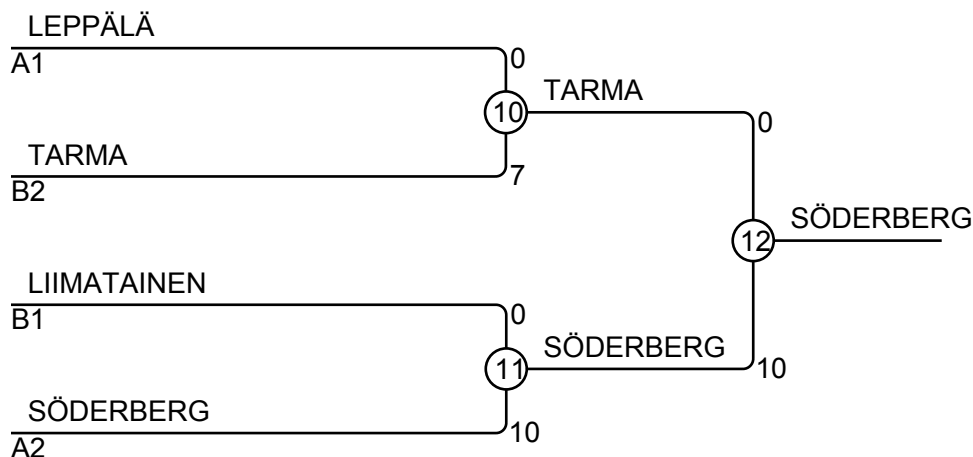 LEPPÄLÄ
A1
0
10
TARMA
0
TARMA
B2
7
12
SÖDERBERG
LIIMATAINEN
B1
0
11
SÖDERBERG
10
SÖDERBERG
A2
10